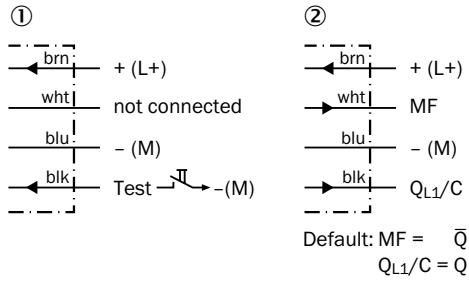 ① ②
brn + (L+) brn + (L+)
wht not connected wht MF
blu – (M) blu – (M)
blk Test –(M) blk QL1/C
Default: MF = Q̅
QL1/C = Q